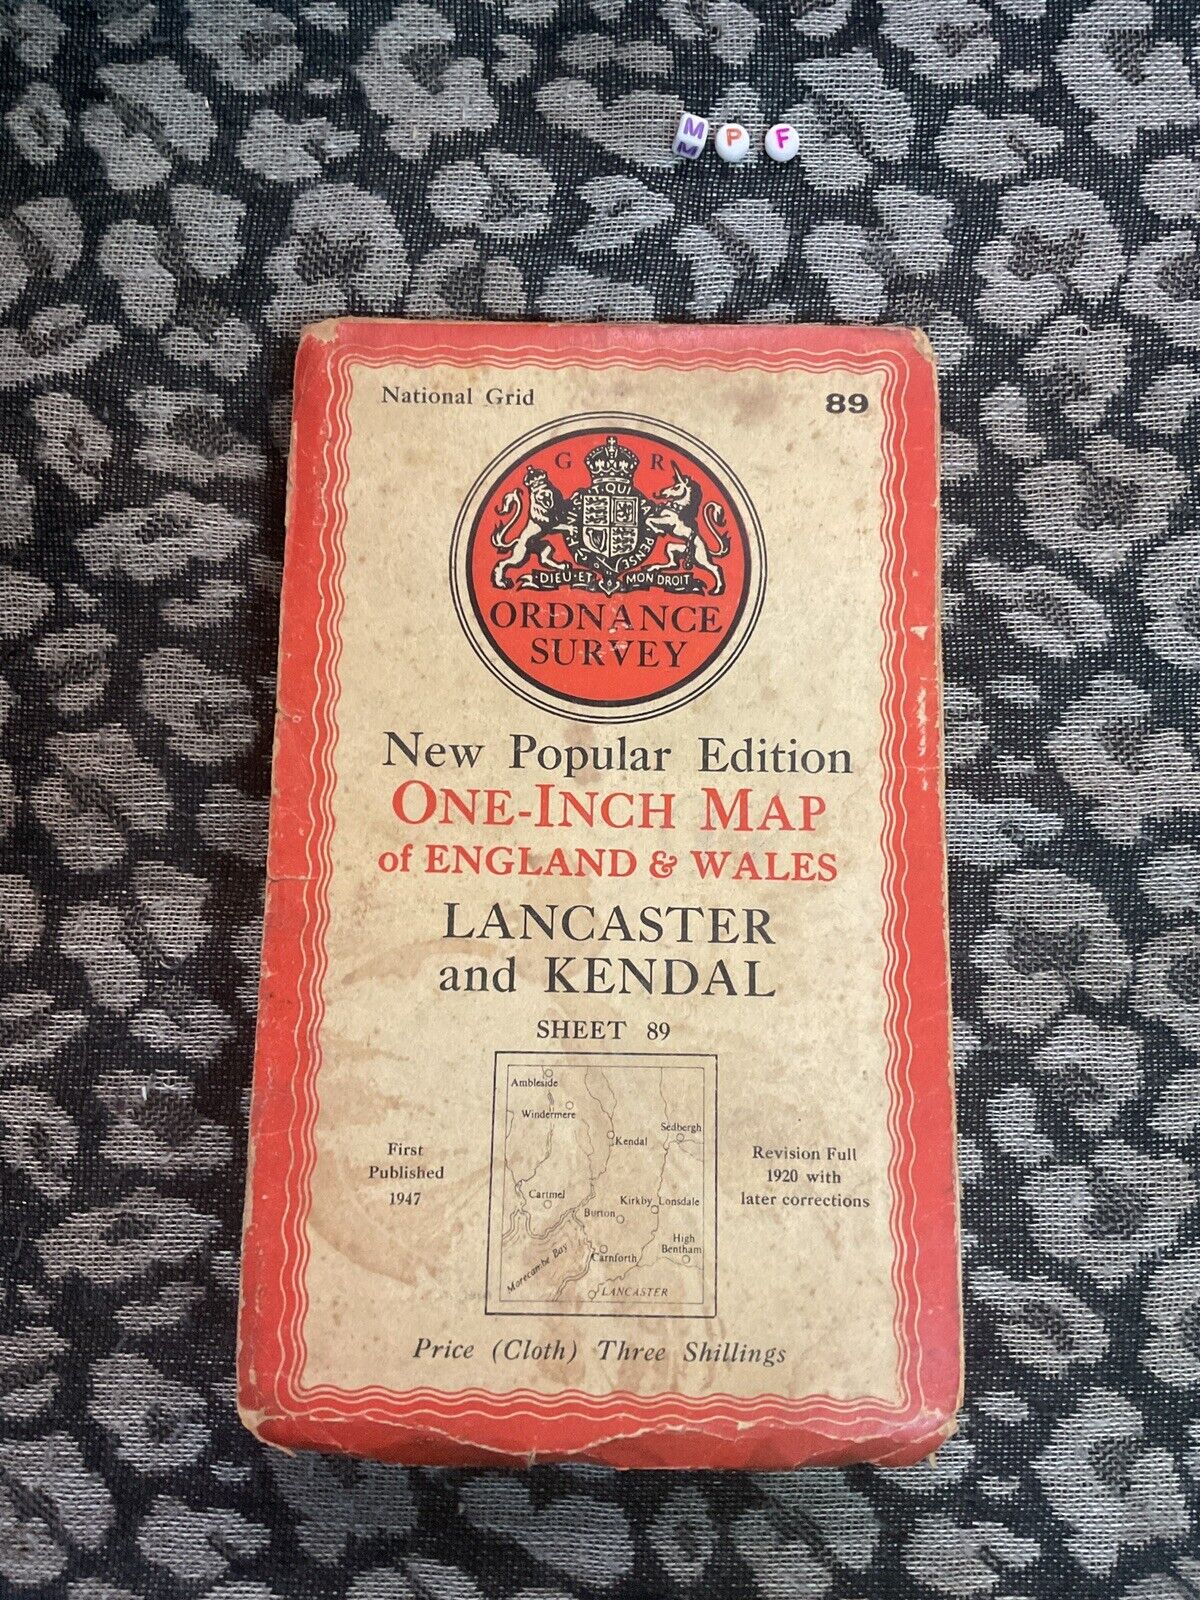 M P F
M
National Grid
89
G R
HONI SOIT QUI MAL Y PENSE
DIEU·ET MON DROIT
ORDNANCE
SURVEY
New Popular Edition
ONE-INCH MAP
of ENGLAND & WALES
LANCASTER
and KENDAL
SHEET 89
First
Published
1947
Ambleside
Windermere
Kendal
Sedbergh
Cartmel
Kirkby Lonsdale
Burton
High
Bentham
Carnforth
Morecambe Bay
LANCASTER
Revision Full
1920 with
later corrections
Price (Cloth) Three Shillings